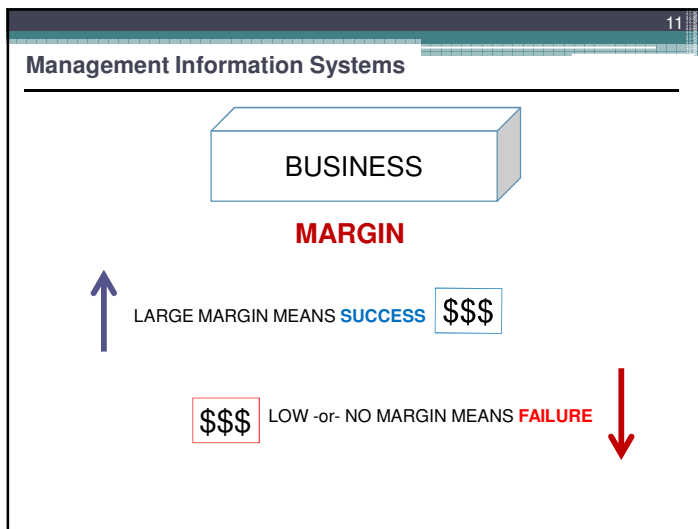 11
Management Information Systems
BUSINESS
MARGIN
LARGE MARGIN MEANS SUCCESS $$$
$$$ LOW -or- NO MARGIN MEANS FAILURE